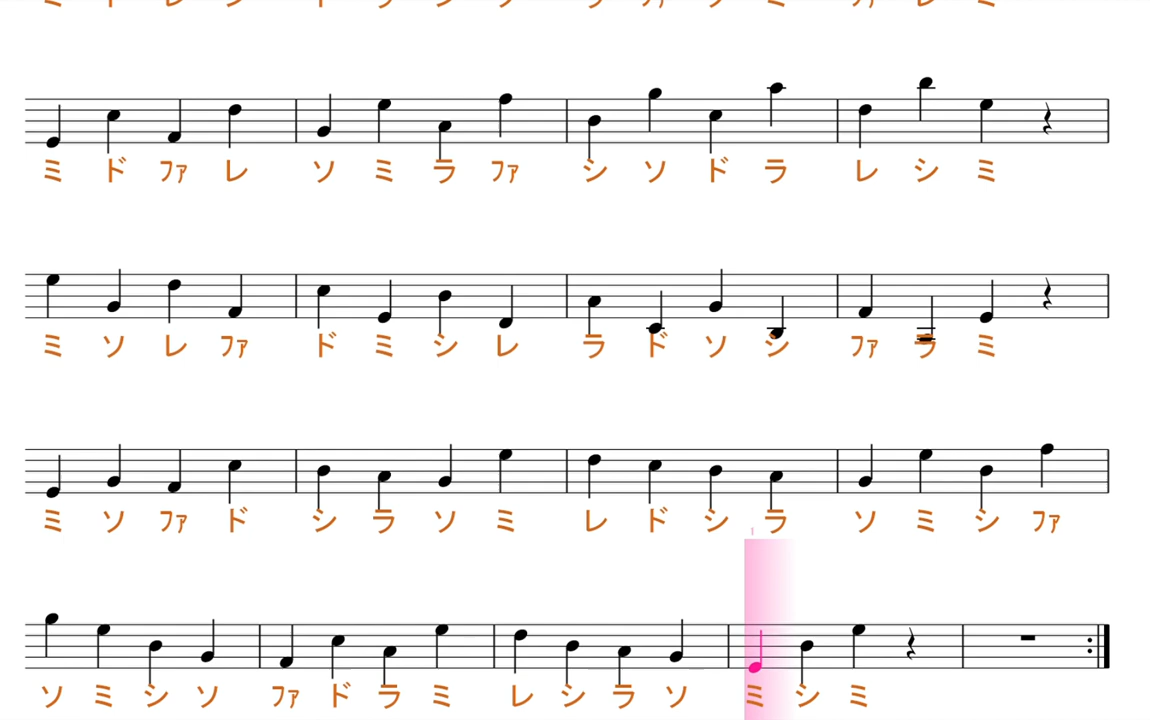 ミ ド ファ レ ソ ミ ラ ファ シ ソ ド ラ レ シ ミ
ミ ソ レ ファ ド ミ シ レ ラ ド ソ シ ファ ラ ミ
ミ ソ ファ ド シ ラ ソ ミ レ ド シ ラ ソ ミ シ ファ
ソ ミ シ ソ ファ ド ラ ミ レ シ ラ ソ ミ シ ミ